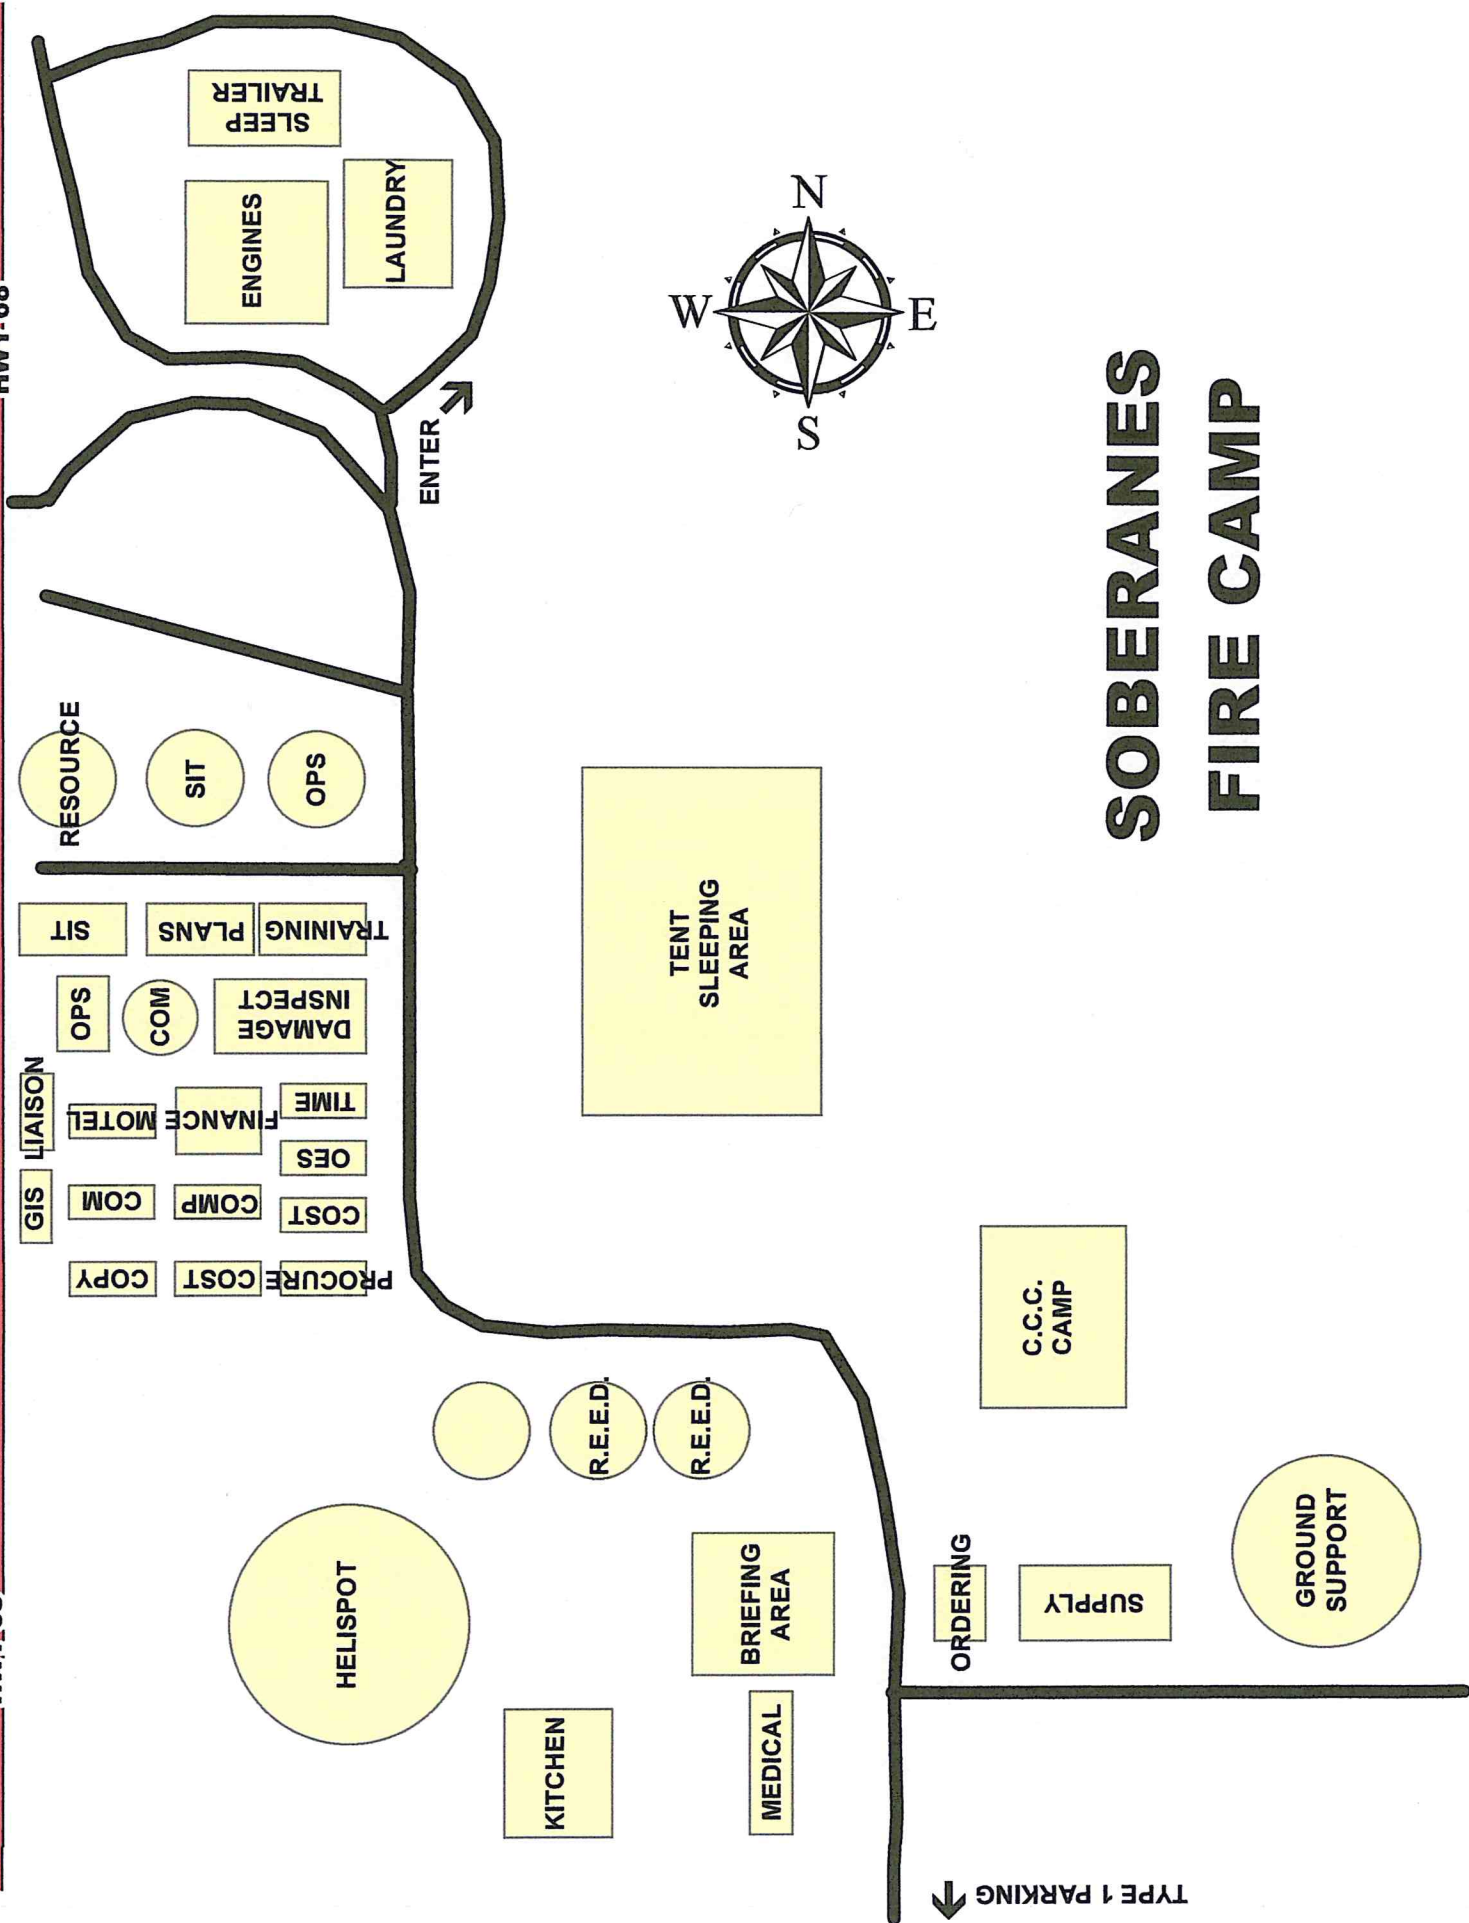 HWY-68
SLEEP
TRAILER
ENGINES
LAUNDRY
ENTER
N
W
E
S
RESOURCE
SIT
OPS
SIT
PLANS
TRAINING
OPS
COM
DAMAGE
INSPECT
LIAISON
MOTEL
FINANCE
TIME
OES
GIS
COM
COMP
COST
COPY
COST
PROCURE
TENT
SLEEPING
AREA
SOBERANES
FIRE CAMP
HELISPOT
R.E.E.D.
R.E.E.D.
C.C.C.
CAMP
BRIEFING
AREA
KITCHEN
MEDICAL
ORDERING
SUPPLY
GROUND
SUPPORT
TYPE 1 PARKING